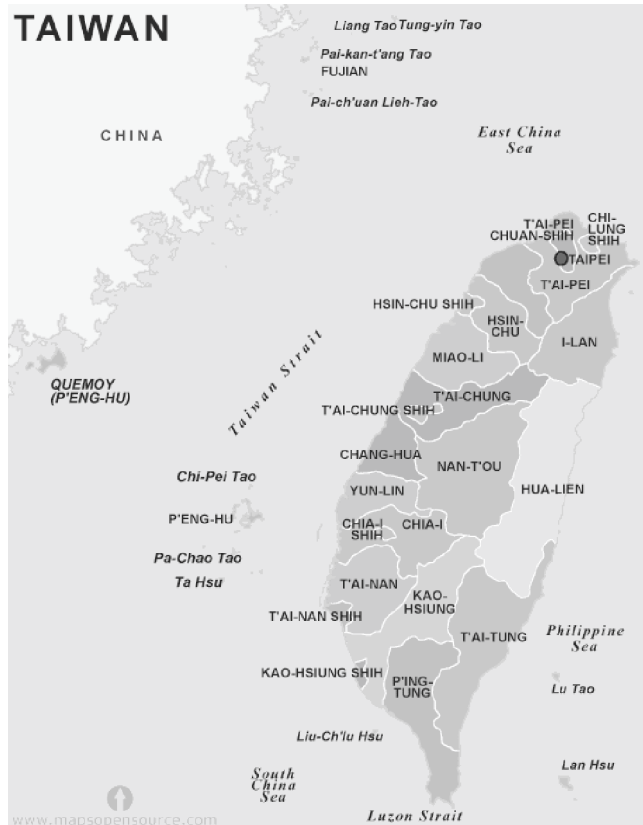 TAIWAN
Liang Tao Tung-yin Tao
Pai-kan-t'ang Tao
FUJIAN
Pai-ch'uan Lieh-Tao
CHINA
East China
Sea
T'AI-PEI
CHUAN-SHIH
CHI-
LUNG
SHIH
TAIPEI
T'AI-PEI
HSIN-CHU SHIH
HSIN-
CHU
I-LAN
MIAO-LI
Taiwan Strait
QUEMOY
(P'ENG-HU)
T'AI-CHUNG
T'AI-CHUNG SHIH
CHANG-HUA
NAN-T'OU
Chi-Pei Tao
YUN-LIN
HUA-LIEN
P'ENG-HU
CHIA-I
SHIH
CHIA-I
Pa-Chao Tao
Ta Hsu
T'AI-NAN
KAO-
HSIUNG
T'AI-NAN SHIH
T'AI-TUNG
Philippine
Sea
KAO-HSIUNG SHIH
P'ING-
TUNG
Lu Tao
Liu-Ch'iu Hsu
Lan Hsu
South
China
Sea
Luzon Strait
www.mapsopensource.com